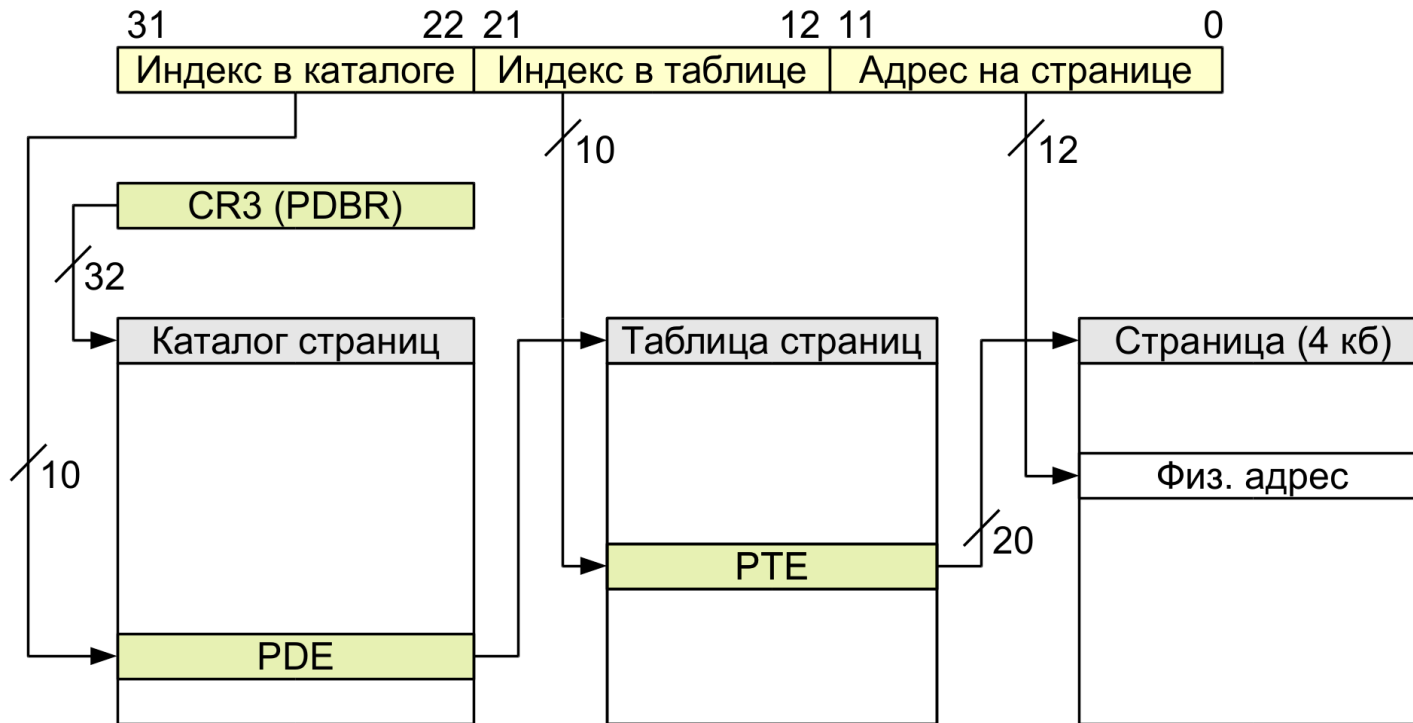 31 22 21 12 11 0
Индекс в каталоге Индекс в таблице Адрес на странице
10 12
CR3 (PDBR)
32
Каталог страниц Таблица страниц Страница (4 кб)
10 Физ. адрес
20
PTE
PDE